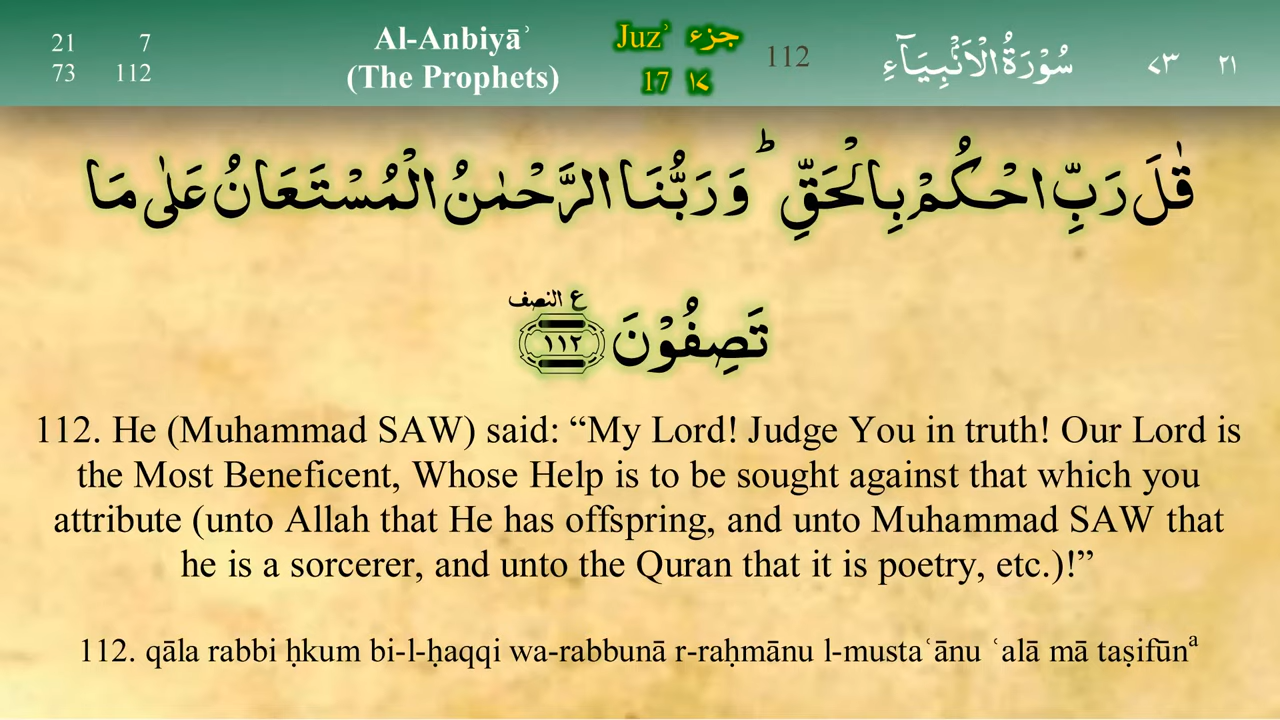 21 7
73 112
Al-Anbiyāʾ
(The Prophets)
Juzʾ جزء
17 ١٧
112
سُوْرَةُ الْاَنْۢبِيَآءِ
٧٣ ٢١
قٰلَ رَبِّ احْكُمْ بِالْحَقِّ ؕ وَرَبُّنَا الرَّحْمٰنُ الْمُسْتَعَانُ عَلٰى مَا
تَصِفُوْنَ ١١٢
ع النصف
112. He (Muhammad SAW) said: “My Lord! Judge You in truth! Our Lord is
the Most Beneficent, Whose Help is to be sought against that which you
attribute (unto Allah that He has offspring, and unto Muhammad SAW that
he is a sorcerer, and unto the Quran that it is poetry, etc.)!”
112. qāla rabbi ḥkum bi-l-ḥaqqi wa-rabbunā r-raḥmānu l-mustaʿānu ʿalā mā taṣifūnᵃ